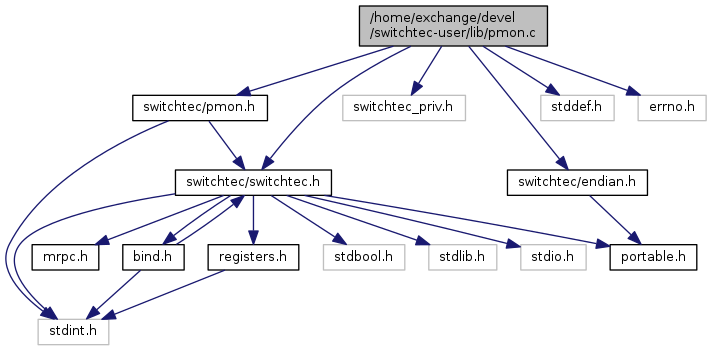 /home/exchange/devel
/switchtec-user/lib/pmon.c
switchtec/pmon.h
switchtec_priv.h
stddef.h
errno.h
switchtec/switchtec.h
switchtec/endian.h
mrpc.h
bind.h
registers.h
stdbool.h
stdlib.h
stdio.h
portable.h
stdint.h